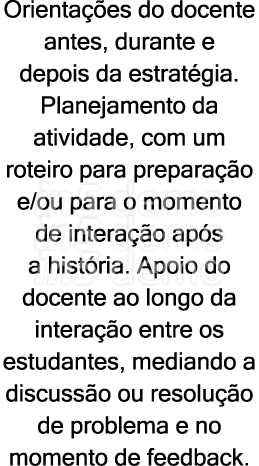 Orientações do docente
antes, durante e
depois da estratégia.
Planejamento da
atividade, com um
roteiro para preparação
e/ou para o momento
de interação após
a história. Apoio do
docente ao longo da
interação entre os
estudantes, mediando a
discussão ou resolução
de problema e no
momento de feedback.